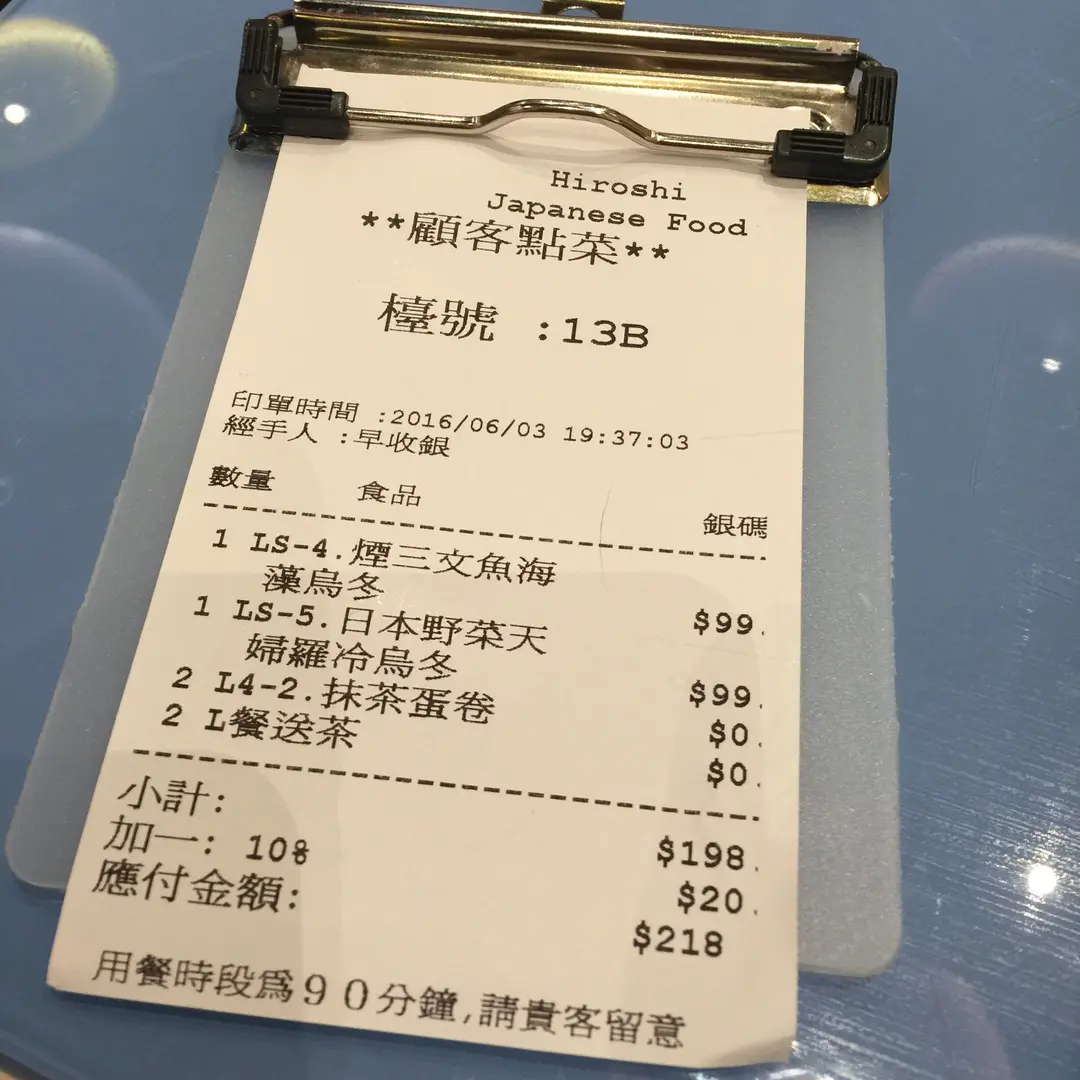 Hiroshi
Japanese Food
**顧客點菜**
檯號 :13B
印單時間 :2016/06/03 19:37:03
經手人 :早收銀
數量 食品 銀碼
1 LS-4.煙三文魚海
藻烏冬 $99.
1 LS-5.日本野菜天
婦羅冷烏冬 $99.
2 L4-2.抹茶蛋卷 $0.
2 L餐送茶 $0.
小計: $198.
加一: 10% $20.
應付金額: $218
用餐時段爲90分鐘,請貴客留意